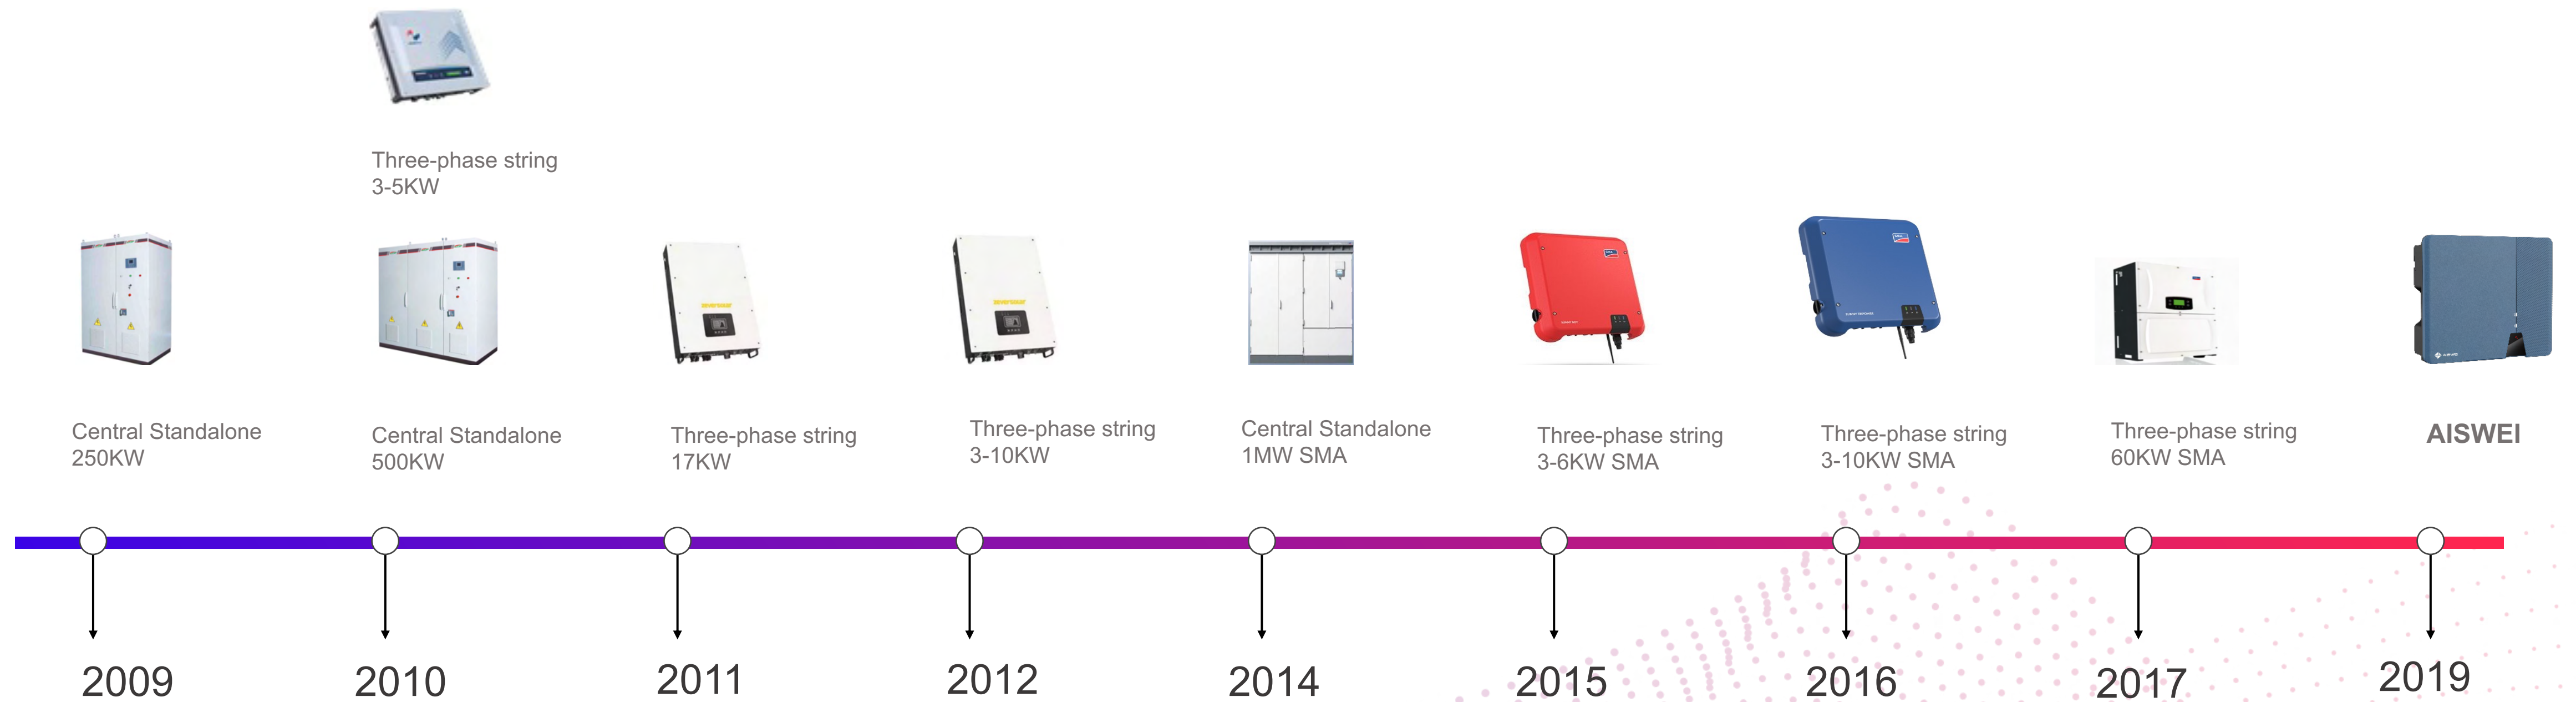 Three-phase string
3-5KW
Central Standalone
250KW
Central Standalone
500KW
Three-phase string
17KW
Three-phase string
3-10KW
Central Standalone
1MW SMA
Three-phase string
3-6KW SMA
Three-phase string
3-10KW SMA
Three-phase string
60KW SMA
AISWEI
2009
2010
2011
2012
2014
2015
2016
2017
2019